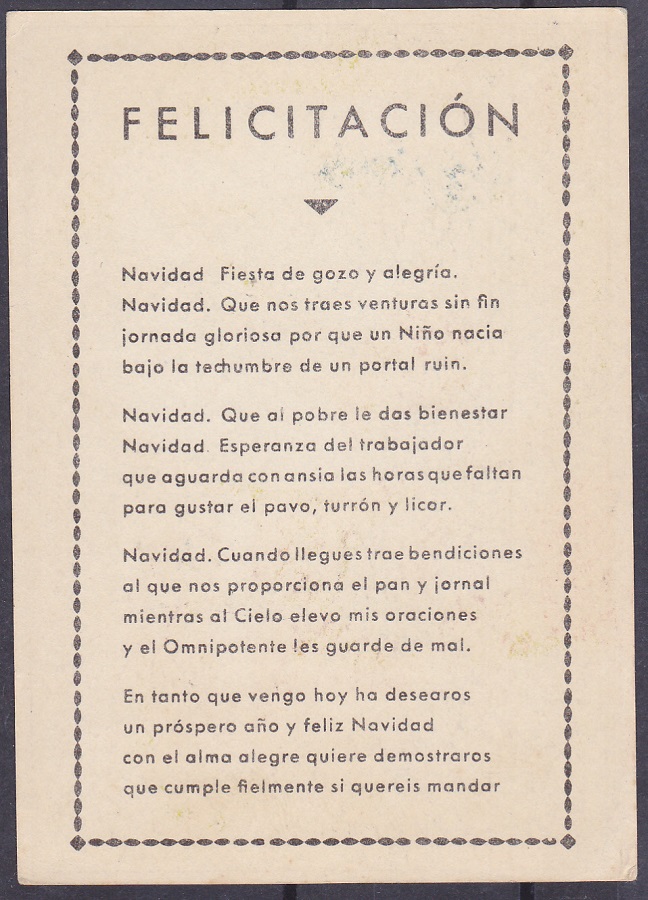 FELICITACIÓN
Navidad Fiesta de gozo y alegría.
Navidad. Que nos traes venturas sin fin
jornada gloriosa por que un Niño nacia
bajo la techumbre de un portal ruin.
Navidad. Que al pobre le das bienestar
Navidad Esperanza del trabajador
que aguarda con ansia las horas que faltan
para gustar el pavo, turrón y licor.
Navidad. Cuando llegues trae bendiciones
al que nos proporciona el pan y jornal
mientras al Cielo elevo mis oraciones
y el Omnipotente les guarde de mal.
En tanto que vengo hoy ha desearos
un próspero año y feliz Navidad
con el alma alegre quiere demostraros
que cumple fielmente si quereis mandar